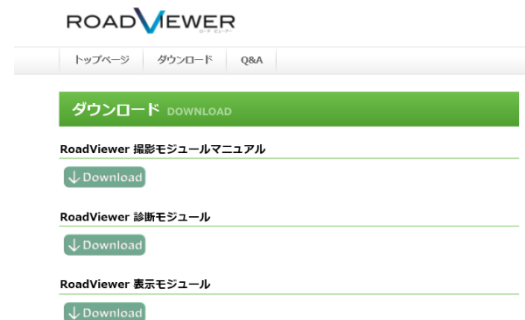 ROADVIEWER
ロード ビューアー
トップページ ダウンロード Q&A
ダウンロード DOWNLOAD
RoadViewer 撮影モジュールマニュアル
↓Download
RoadViewer 診断モジュール
↓Download
RoadViewer 表示モジュール
↓Download